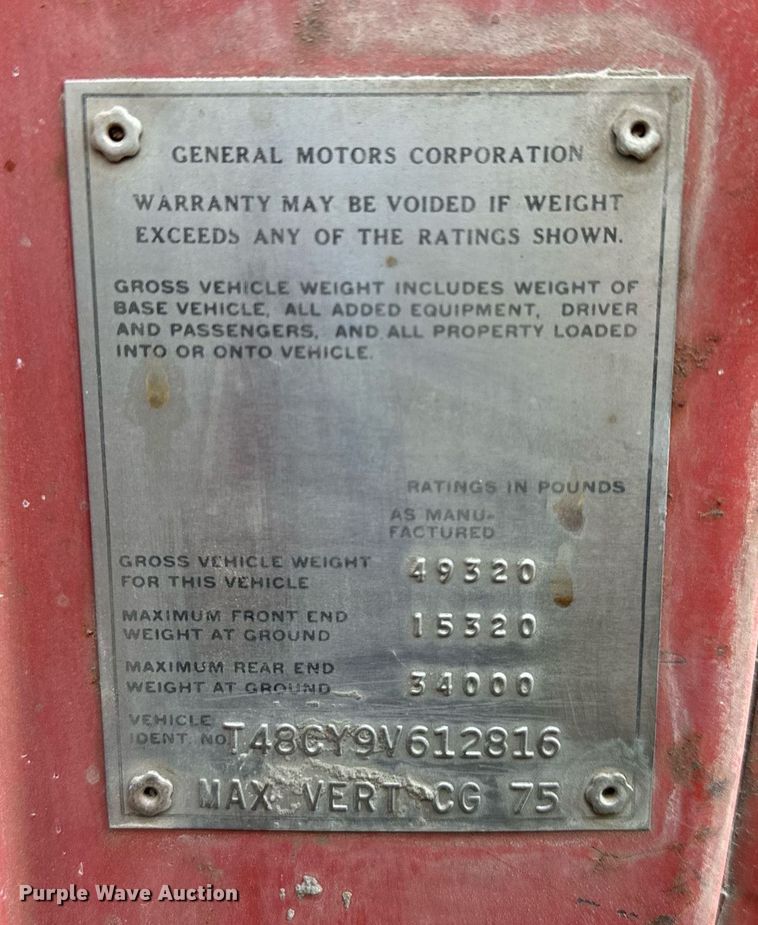 GENERAL MOTORS CORPORATION
WARRANTY MAY BE VOIDED IF WEIGHT
EXCEEDS ANY OF THE RATINGS SHOWN.
GROSS VEHICLE WEIGHT INCLUDES WEIGHT OF
BASE VEHICLE, ALL ADDED EQUIPMENT, DRIVER
AND PASSENGERS, AND ALL PROPERTY LOADED
INTO OR ONTO VEHICLE.
RATINGS IN POUNDS
AS MANU-
FACTURED
GROSS VEHICLE WEIGHT
FOR THIS VEHICLE 49320
MAXIMUM FRONT END
WEIGHT AT GROUND 15320
MAXIMUM REAR END
WEIGHT AT GROUND 34000
VEHICLE
IDENT. NO. T48CY9V612816
MAX VERT CG 75
Purple Wave Auction